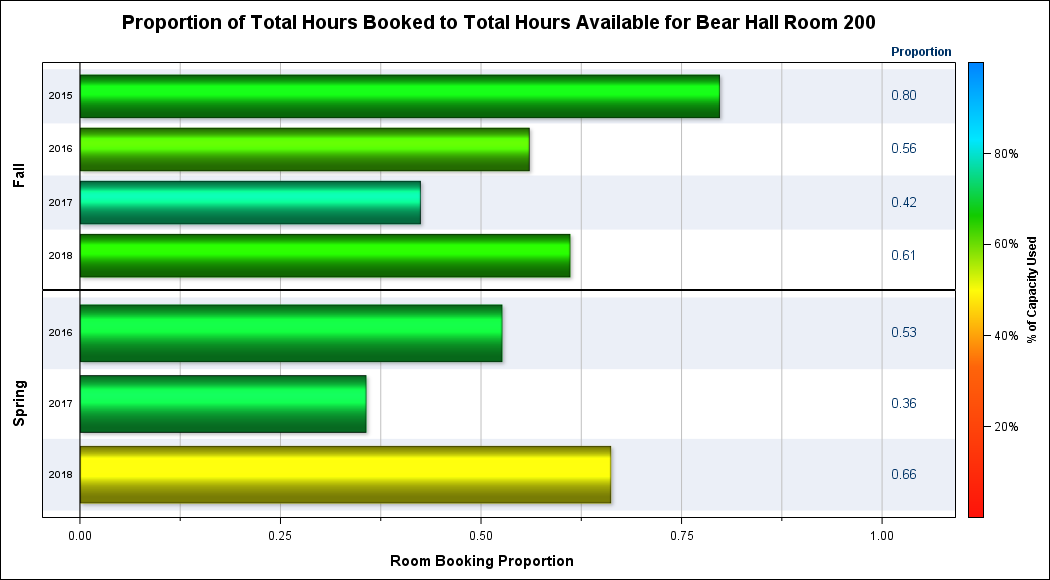 Proportion of Total Hours Booked to Total Hours Available for Bear Hall Room 200
Proportion
Fall
2015 0.80
2016 0.56
2017 0.42
2018 0.61
Spring
2016 0.53
2017 0.36
2018 0.66
0.00 0.25 0.50 0.75 1.00
Room Booking Proportion
80%
60%
40%
20%
% of Capacity Used